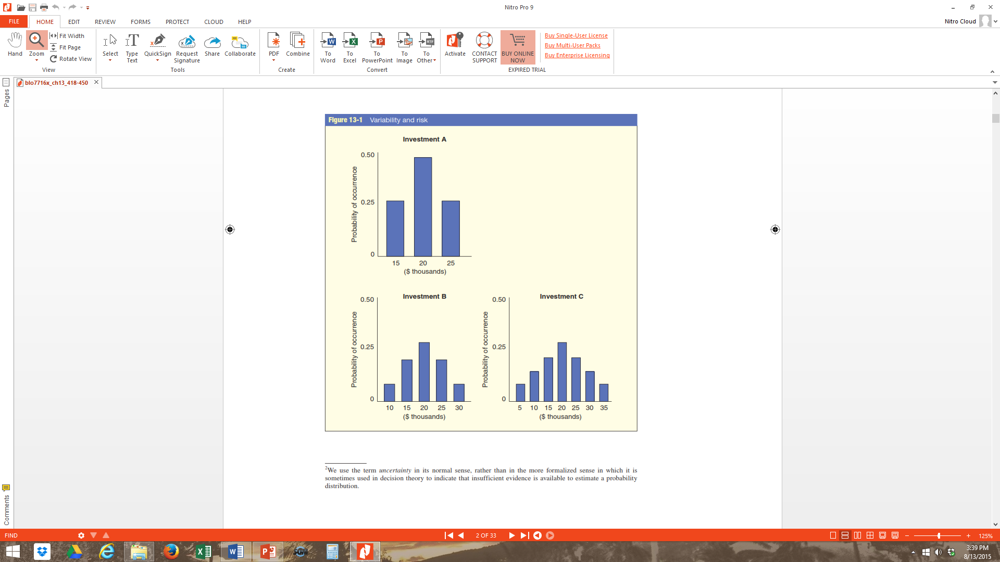 Nitro Pro 9
FILE HOME EDIT REVIEW FORMS PROTECT CLOUD HELP
Nitro Cloud
Hand
Zoom
Fit Width
Fit Page
Rotate View
View
Select
Type Text
QuickSign
Request Signature
Share
Collaborate
Tools
PDF
Combine
Create
To Word
To Excel
To PowerPoint
To Image
To Other
Convert
Activate
CONTACT SUPPORT
BUY ONLINE NOW
Buy Single-User License
Buy Multi-User Packs
Buy Enterprise Licensing
EXPIRED TRIAL
Pages
blo7716x_ch13_418-450
Figure 13-1 Variability and risk
Investment A
Probability of occurrence
0.50
0.25
0
15 20 25
($ thousands)
Investment B
Probability of occurrence
0.50
0.25
0
10 15 20 25 30
($ thousands)
Investment C
Probability of occurrence
0.50
0.25
0
5 10 15 20 25 30 35
($ thousands)
2We use the term uncertainty in its normal sense, rather than in the more formalized sense in which it is
sometimes used in decision theory to indicate that insufficient evidence is available to estimate a probability
distribution.
Comments
FIND
2 OF 33
125%
3:39 PM
8/13/2015